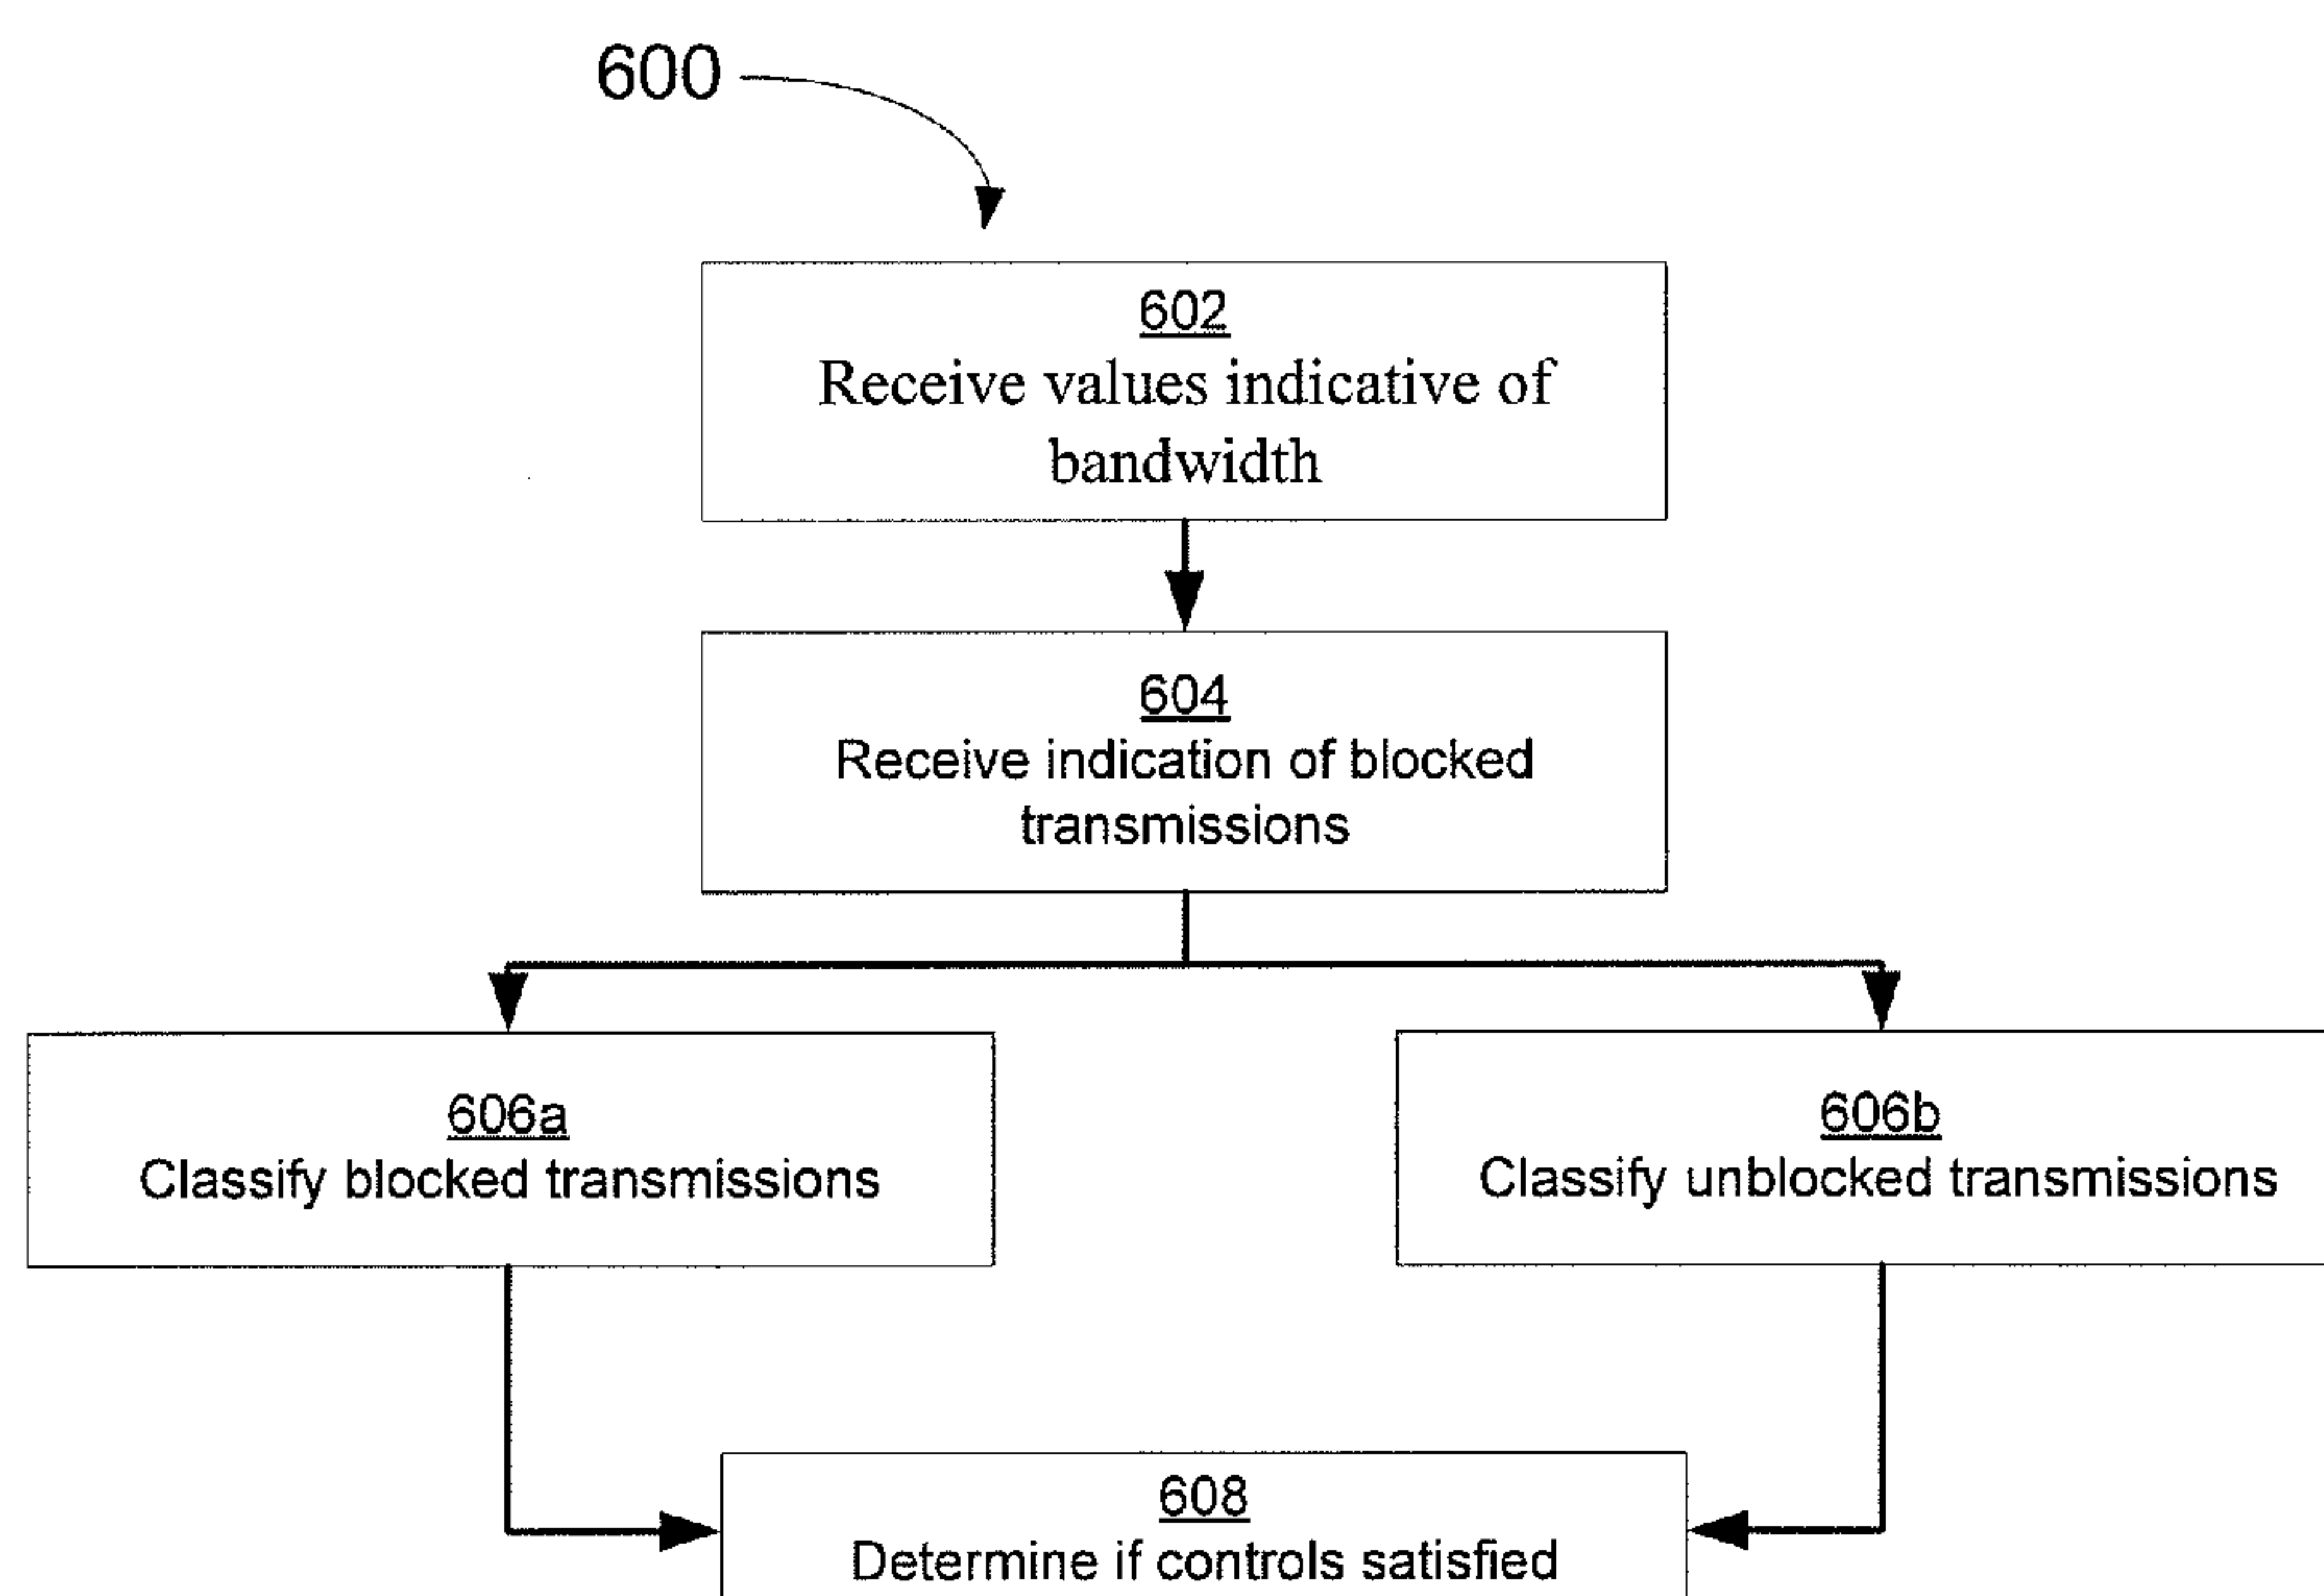 600
602
Receive values indicative of
bandwidth
604
Receive indication of blocked
transmissions
606a
Classify blocked transmissions
606b
Classify unblocked transmissions
608
Determine if controls satisfied